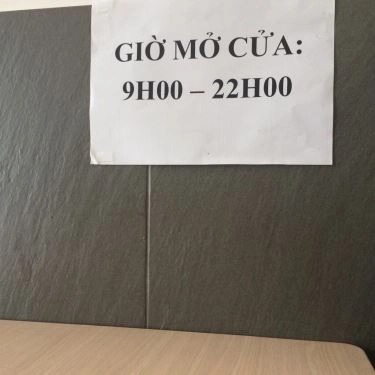 GIỜ MỞ CỬA:
9H00 – 22H00